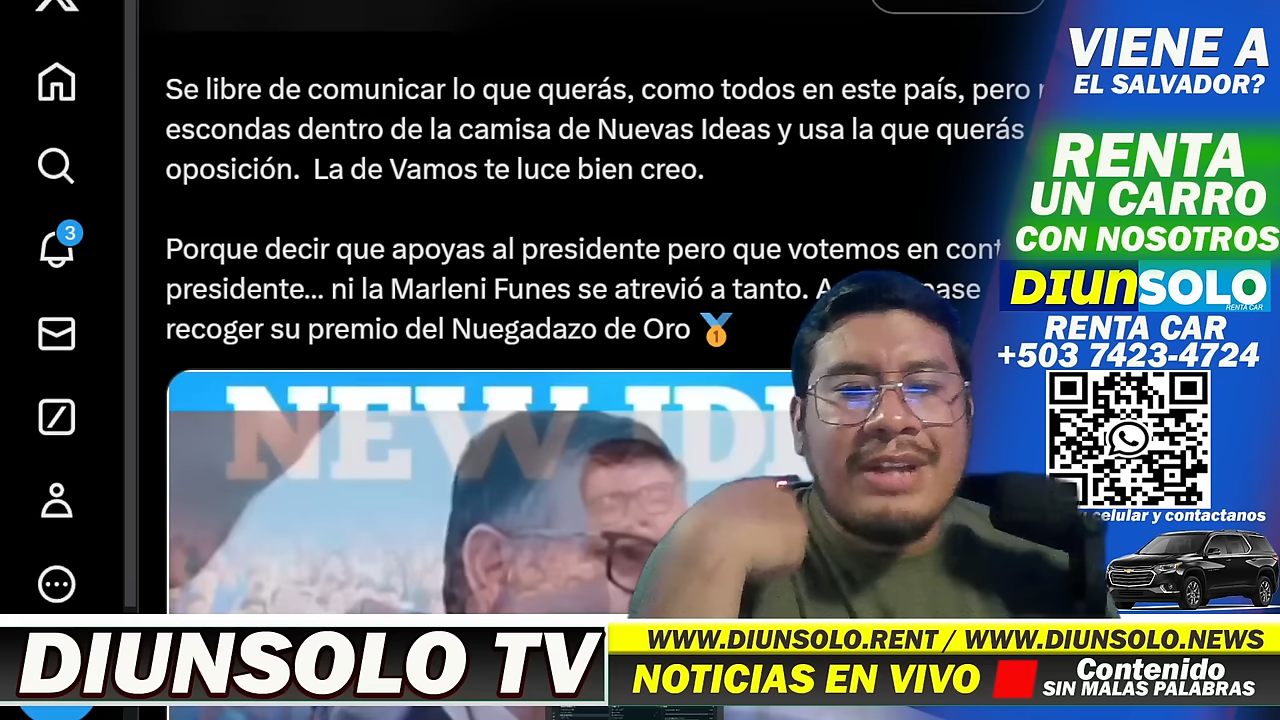 Se libre de comunicar lo que querás, como todos en este país, pero
escondas dentro de la camisa de Nuevas Ideas y usa la que querás
oposición.  La de Vamos te luce bien creo.
3
Porque decir que apoyas al presidente pero que votemos en
presidente... ni la Marleni Funes se atrevió a tanto.
recoger su premio del Nuegadazo de Oro 🏅
1
NEW
VIENE A
EL SALVADOR?
RENTA
UN CARRO
CON NOSOTROS
DIUNSOLO
RENTA CAR
RENTA CAR
+503 7423-4724
celular y contactanos
DIUNSOLO TV
WWW.DIUNSOLO.RENT / WWW.DIUNSOLO.NEWS
NOTICIAS EN VIVO
Contenido
SIN MALAS PALABRAS